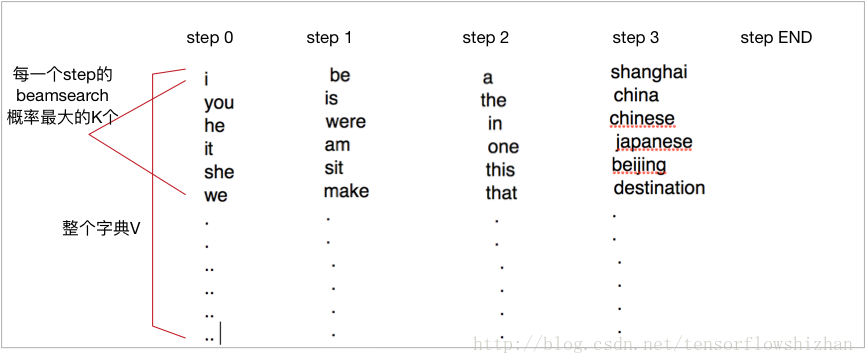 step 0 step 1 step 2 step 3 step END
每一个step的
beamsearch
概率最大的K个
整个字典V
i be a shanghai
you is the china
he were in chinese
it am one japanese
she sit this beijing
we make that destination
. . . .
. . . .
.. . . .
.. . . .
.. . . .
.. . . .
http://blog.csdn.net/tensorflowshizhan